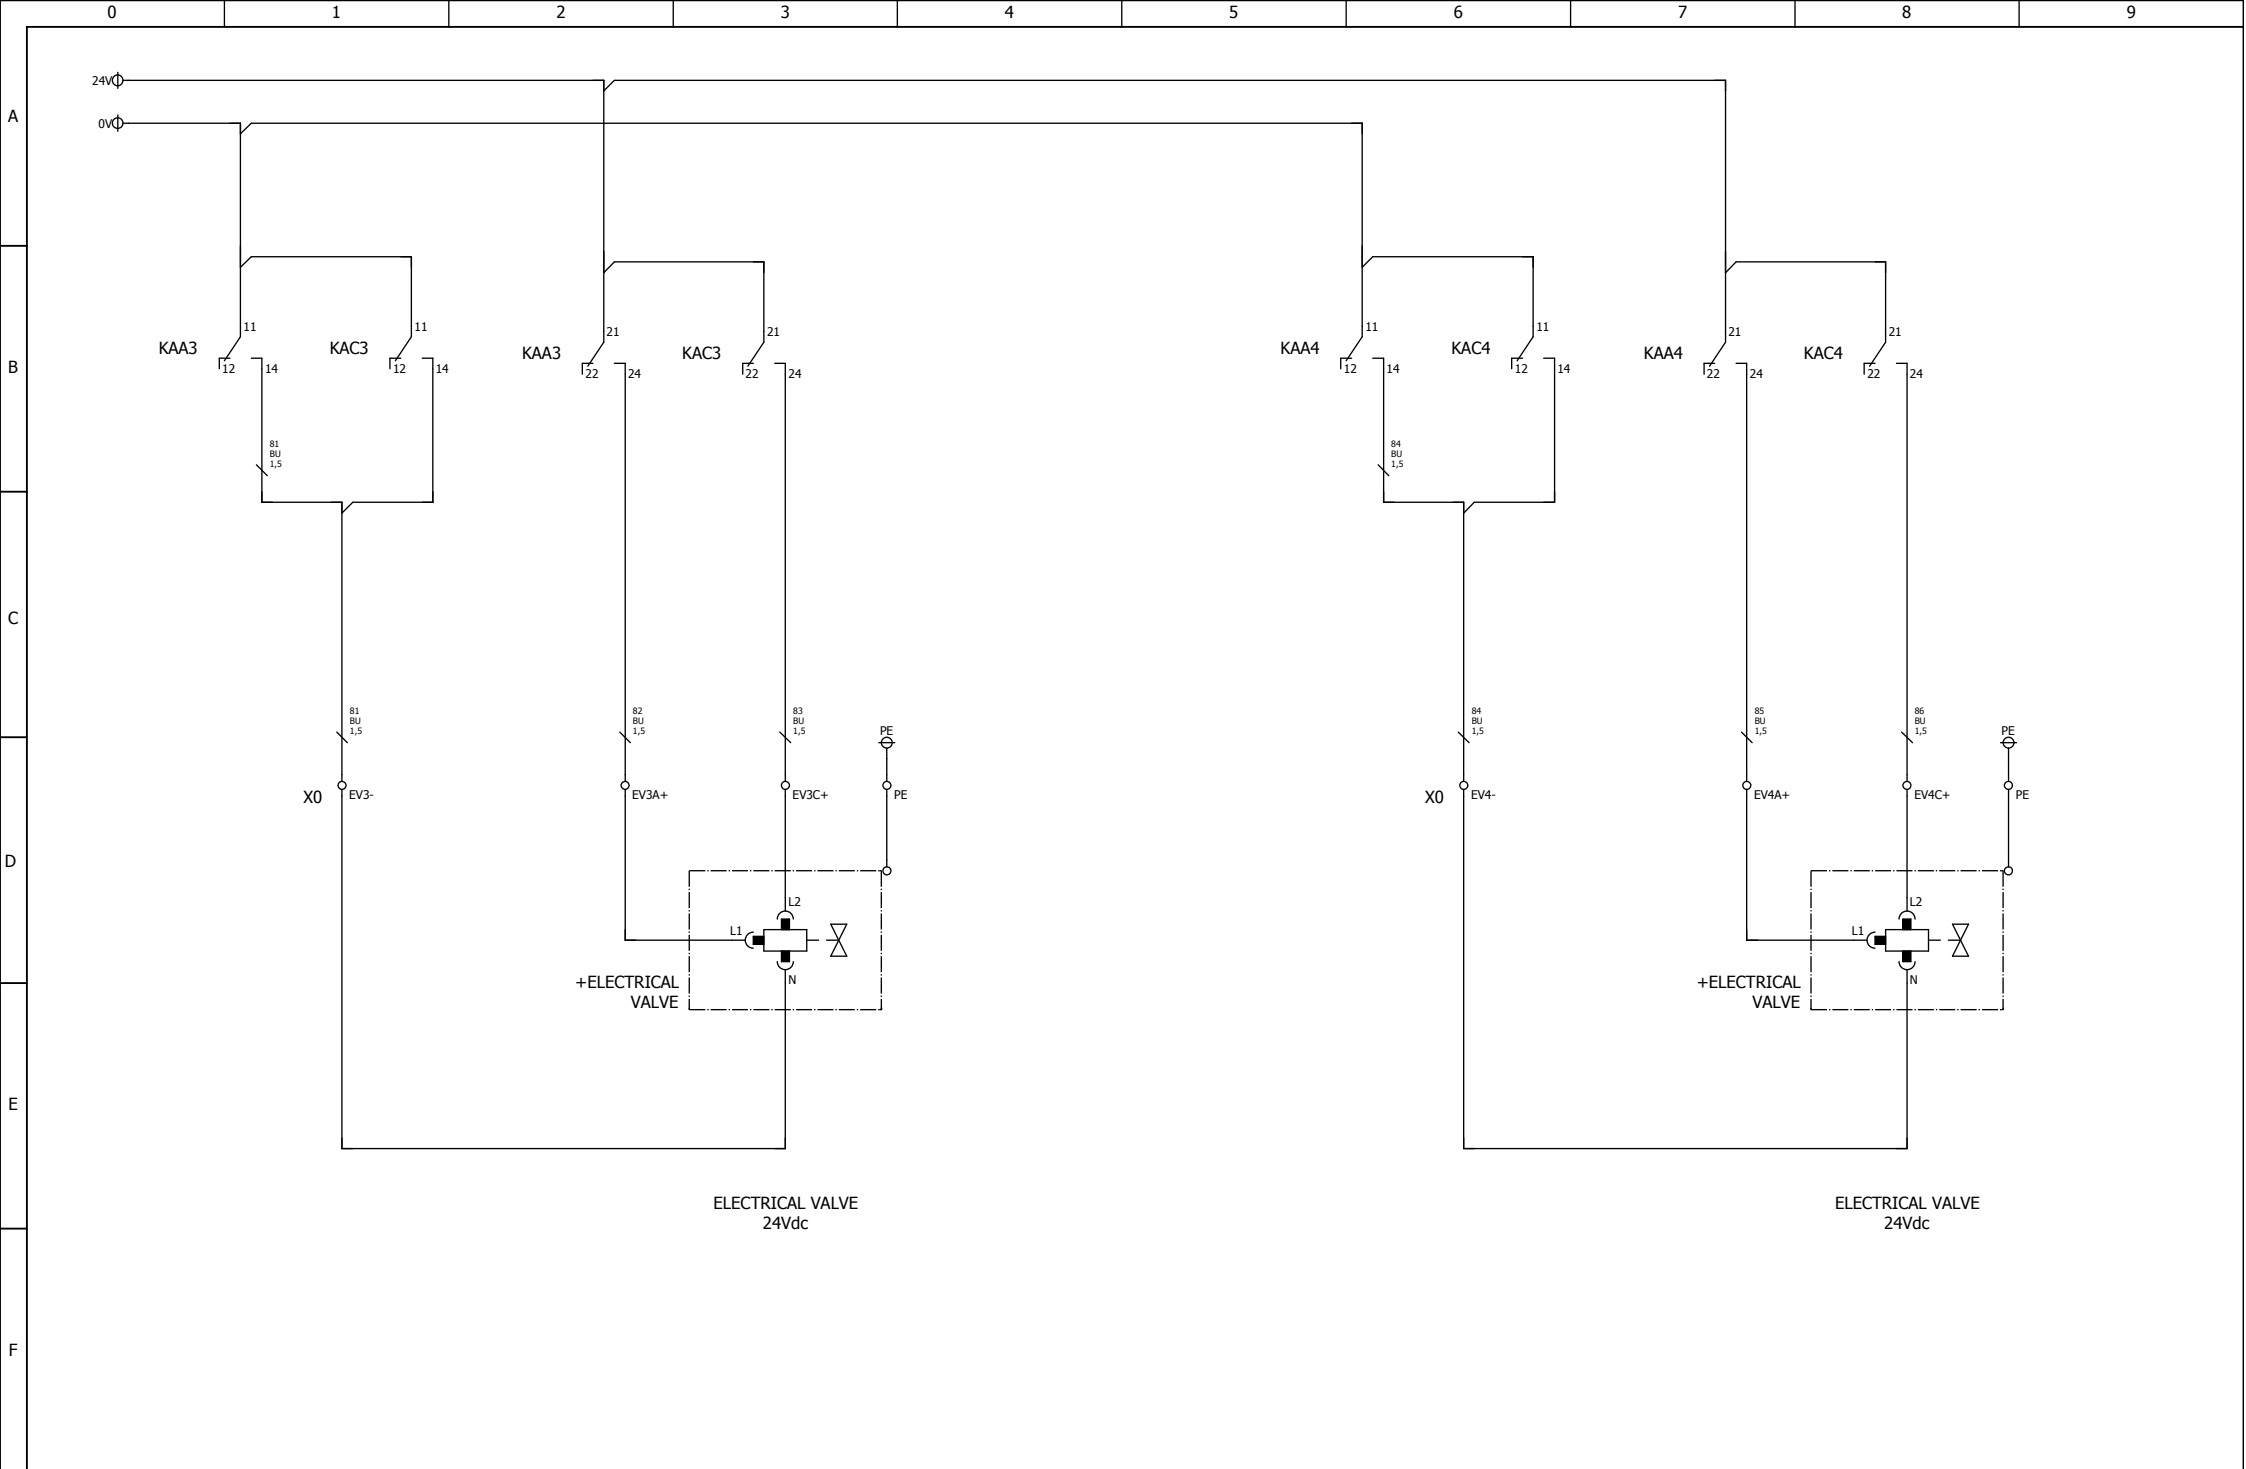 0 1 2 3 4 5 6 7 8 9
24V
A
0V
11 11 11 11
21 21 21 21
KAA3 KAC3 KAA3 KAC3 KAA4 KAC4 KAA4 KAC4
B
12 14 12 14 22 24 22 24 12 14 12 14 22 24 22 24
81 84
BU BU
1,5 1,5
C
81 82 83 84 85 86
BU BU BU BU BU BU
1,5 1,5 1,5 1,5 1,5 1,5
PE PE
X0 EV3- EV3A+ EV3C+ PE X0 EV4- EV4A+ EV4C+ PE
D
L2 L2
L1 L1
N N
+ELECTRICAL +ELECTRICAL
VALVE VALVE
E
ELECTRICAL VALVE ELECTRICAL VALVE
24Vdc 24Vdc
F